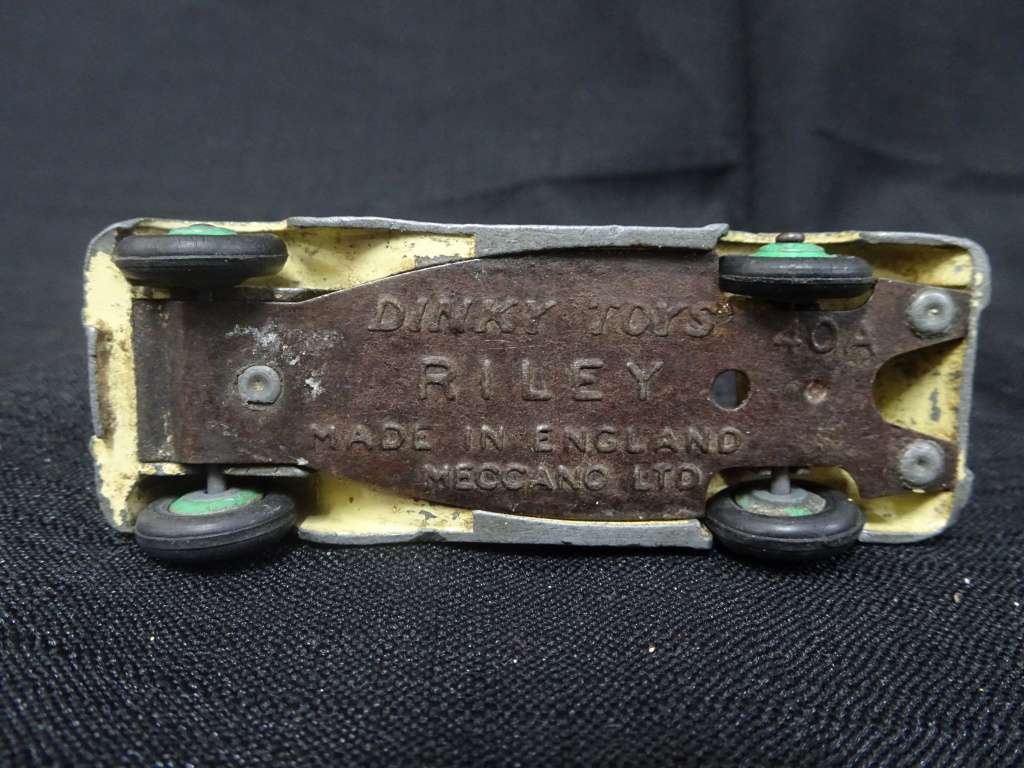 DINKY TOYS
40A
RILEY
MADE IN ENGLAND
MECCANO LTD